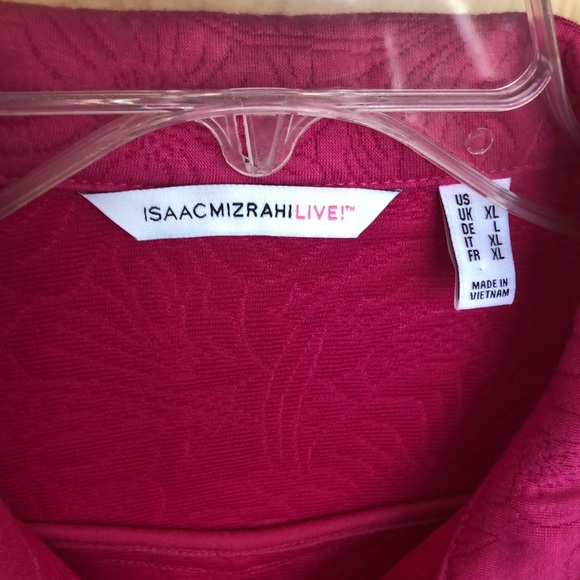 ISAACMIZRAHILIVE!™
US
UK XL
DE L
IT XL
FR XL
MADE IN
VIETNAM